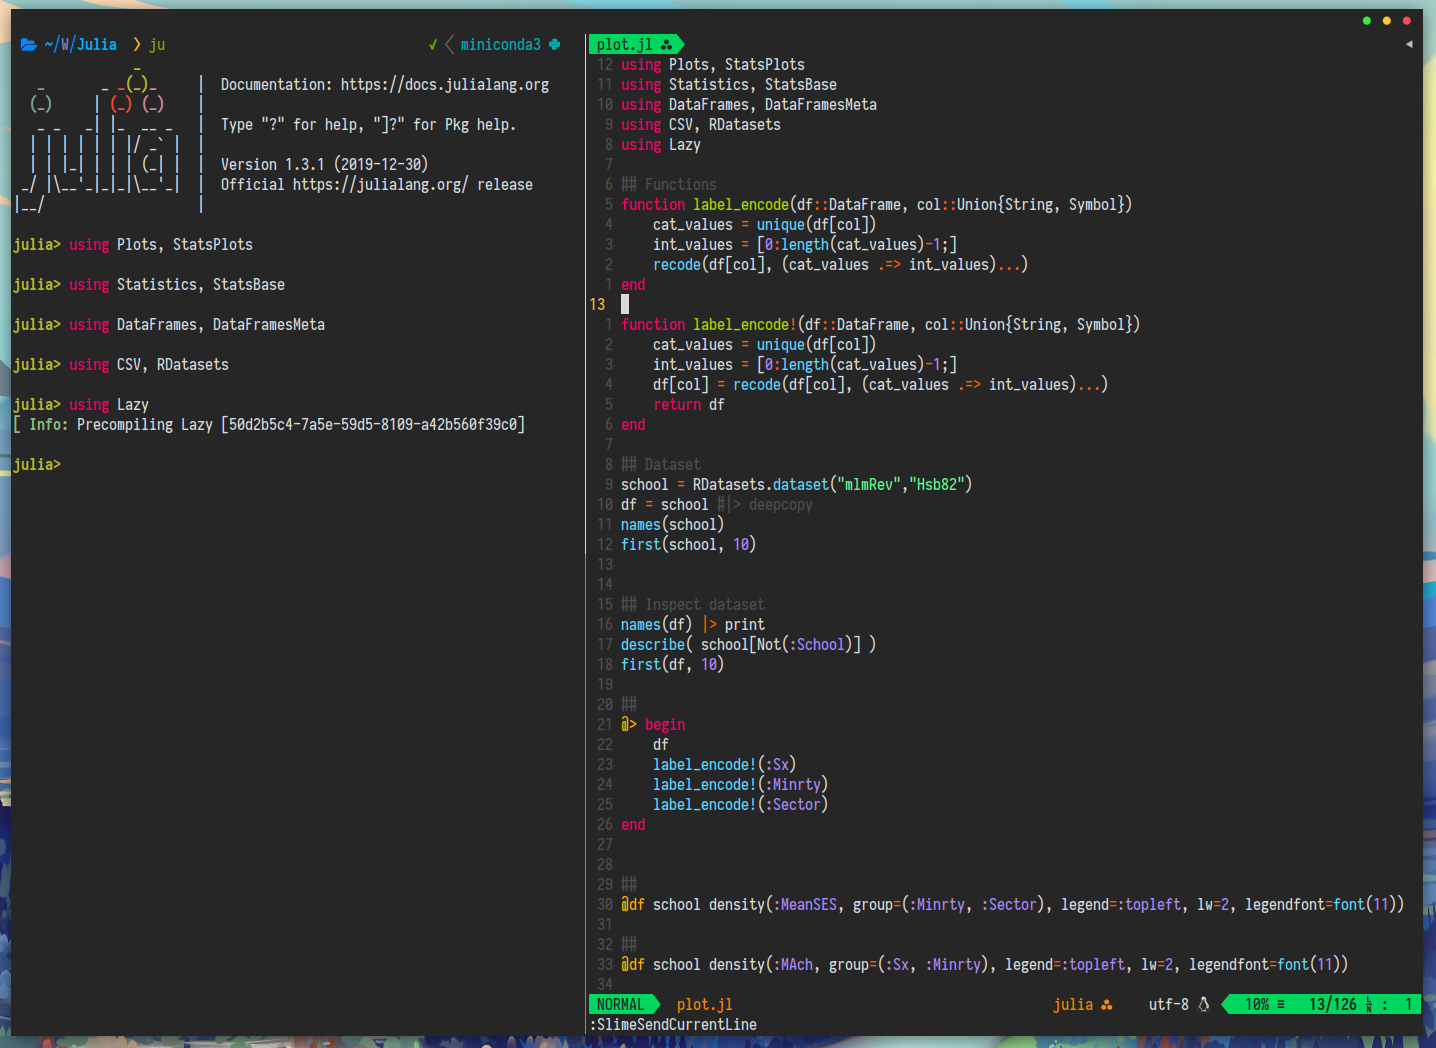 ~/W/Julia ju
✓ miniconda3
Documentation: https://docs.julialang.org
Type "?" for help, "]?" for Pkg help.
Version 1.3.1 (2019-12-30)
Official https://julialang.org/ release
julia> using Plots, StatsPlots
julia> using Statistics, StatsBase
julia> using DataFrames, DataFramesMeta
julia> using CSV, RDatasets
julia> using Lazy
[ Info: Precompiling Lazy [50d2b5c4-7a5e-59d5-8109-a42b560f39c0]
julia>
plot.jl
12 using Plots, StatsPlots
11 using Statistics, StatsBase
10 using DataFrames, DataFramesMeta
9 using CSV, RDatasets
8 using Lazy
7
6 ## Functions
5 function label_encode(df::DataFrame, col::Union{String, Symbol})
4     cat_values = unique(df[col])
3     int_values = [0:length(cat_values)-1;]
2     recode(df[col], (cat_values .=> int_values)...)
1 end
13
1 function label_encode!(df::DataFrame, col::Union{String, Symbol})
2     cat_values = unique(df[col])
3     int_values = [0:length(cat_values)-1;]
4     df[col] = recode(df[col], (cat_values .=> int_values)...)
5     return df
6 end
7
8 ## Dataset
9 school = RDatasets.dataset("mlmRev","Hsb82")
10 df = school #|> deepcopy
11 names(school)
12 first(school, 10)
13
14
15 ## Inspect dataset
16 names(df) |> print
17 describe( school[Not(:School)] )
18 first(df, 10)
19
20 ##
21 @> begin
22     df
23     label_encode!(:Sx)
24     label_encode!(:Minrty)
25     label_encode!(:Sector)
26 end
27
28
29 ##
30 @df school density(:MeanSES, group=(:Minrty, :Sector), legend=:topleft, lw=2, legendfont=font(11))
31
32 ##
33 @df school density(:MAch, group=(:Sx, :Minrty), legend=:topleft, lw=2, legendfont=font(11))
34
NORMAL plot.jl julia utf-8 10% ≡ 13/126 : 1
:SlimeSendCurrentLine